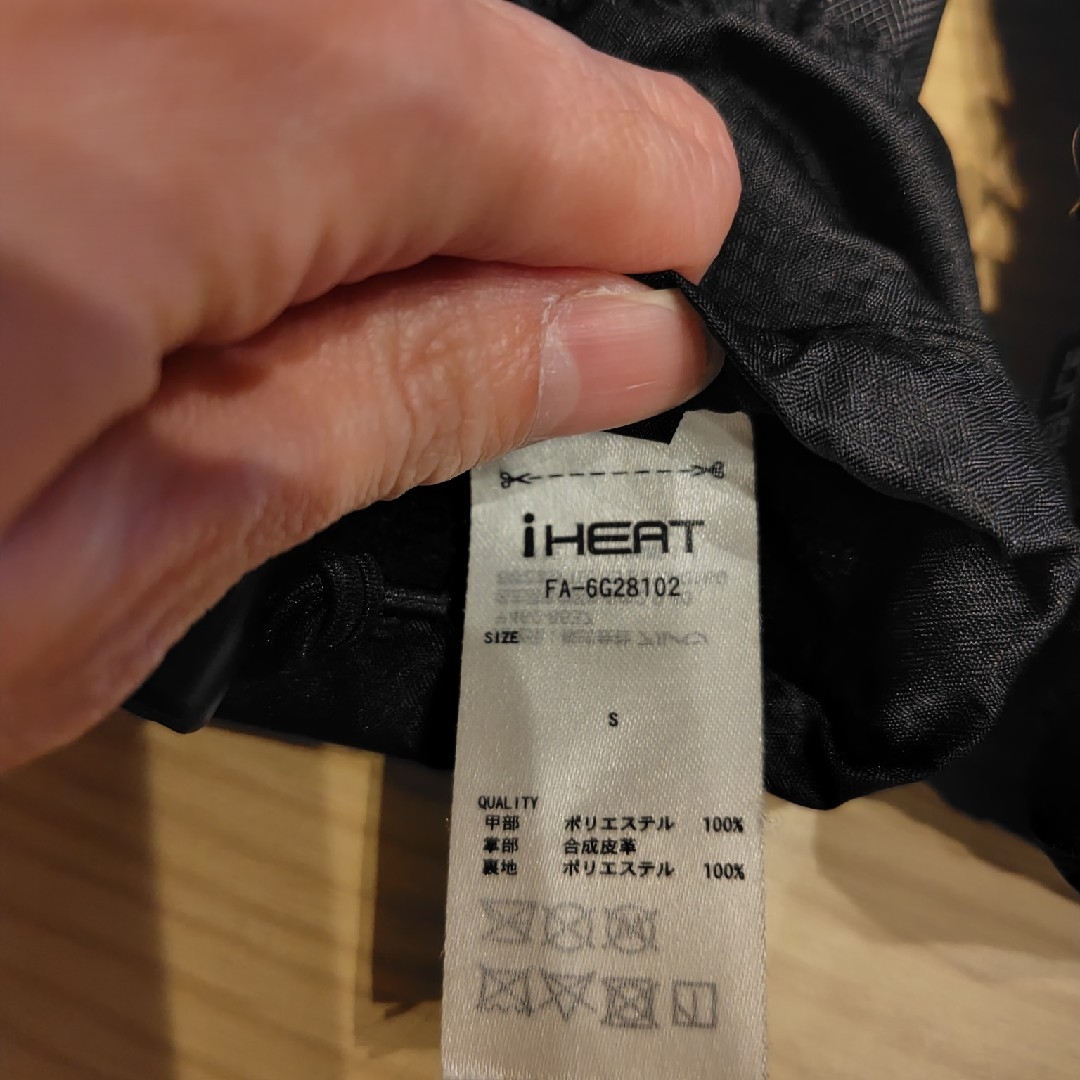 iHEAT
FA-6G28102
SIZE
S
QUALITY
甲部 ポリエステル 100%
掌部 合成皮革
裏地 ポリエステル 100%